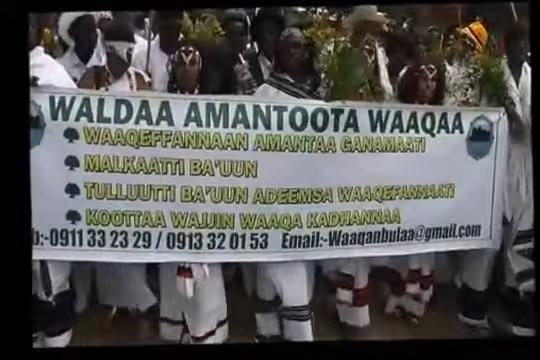 WALDAA AMANTOOTA WAAQAA
WAAQEFFANNAAN AMANTAA GANAMAATI
MALKAATTI BA'UUN
TULLUUTTI BA'UUN ADEEMSA WAAQEFANNAATI
KOOTTAA WAJJIN WAAQA KADHANNAA
b:-0911 33 23 29 / 0913 32 01 53 Email:-Waaqanbulaa@gmail.com